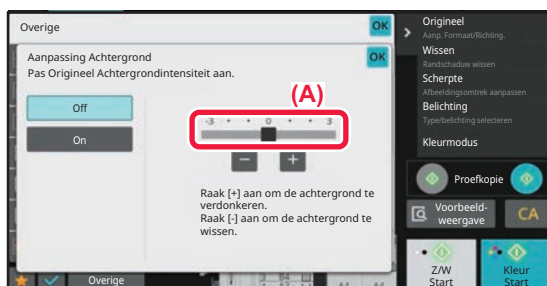 Overige
OK
Aanpassing Achtergrond
OK
Pas Origineel Achtergrondintensiteit aan.
(A)
Off
On
-3 • • 0 • • 3
− +
Raak [+] aan om de achtergrond te
verdonkeren.
Raak [-] aan om de achtergrond te
wissen.
Overige
Origineel
Aanp. Formaat/Richting.
Wissen
Randschaduw wissen
Scherpte
Afbeeldingsomtrek aanpassen
Belichting
Type/belichting selecteren
Kleurmodus
Proefkopie
Voorbeeld-
weergave
CA
Z/W
Start
Kleur
Start